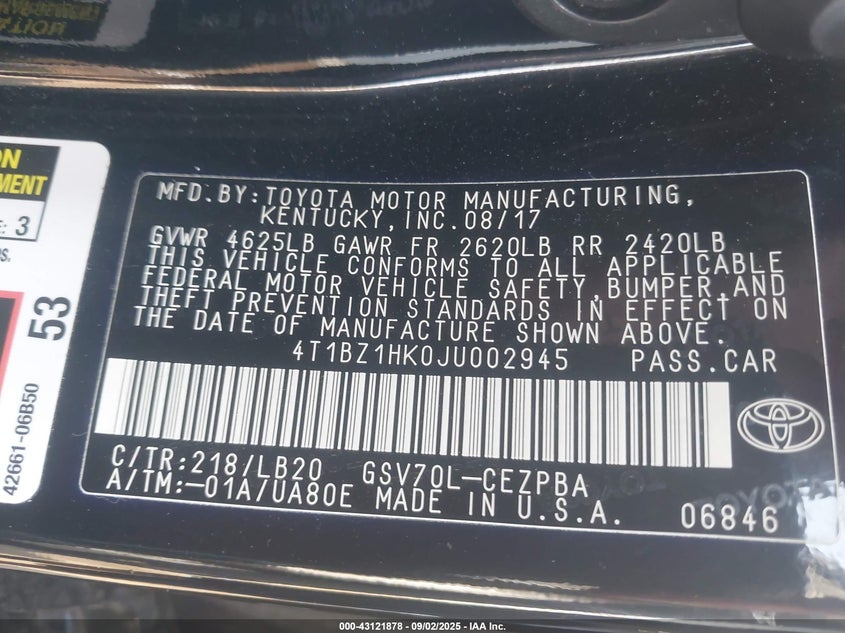 ON
EMENT
: 3
42661-06B50
53
MFD.BY:TOYOTA MOTOR MANUFACTURING,
KENTUCKY,INC.08/17
GVWR 4625LB GAWR FR 2620LB RR 2420LB
THIS VEHICLE CONFORMS TO ALL APPLICABLE
FEDERAL MOTOR VEHICLE SAFETY,BUMPER,AND
THEFT PREVENTION STANDARDS IN EFFECT ON
THE DATE OF MANUFACTURE SHOWN ABOVE.
4T1BZ1HK0JU002945 PASS.CAR
C/TR:218/LB20 GSV70L-CEZPBA
A/TM:-01A/UA80E MADE IN U.S.A. 06846
000-43121878 - 09/02/2025 - IAA Inc.